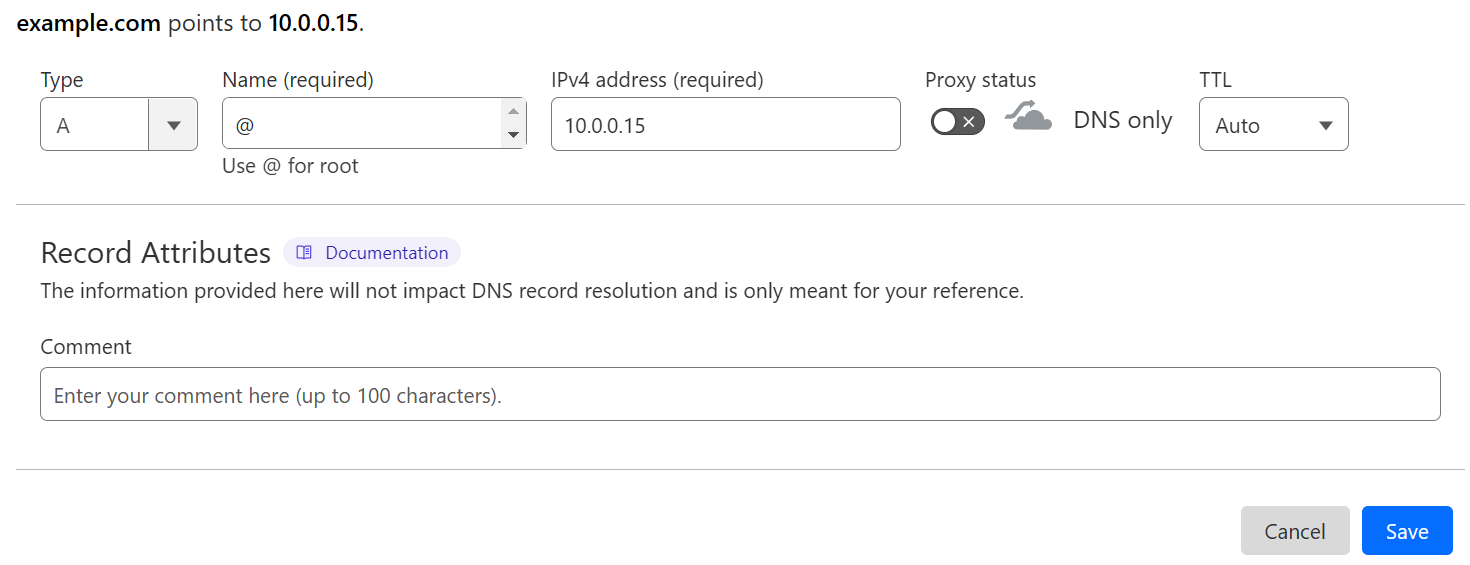 example.com points to 10.0.0.15.
Type Name (required) IPv4 address (required) Proxy status TTL
A @ 10.0.0.15 DNS only Auto
Use @ for root
Record Attributes Documentation
The information provided here will not impact DNS record resolution and is only meant for your reference.
Comment
Enter your comment here (up to 100 characters).
Cancel Save